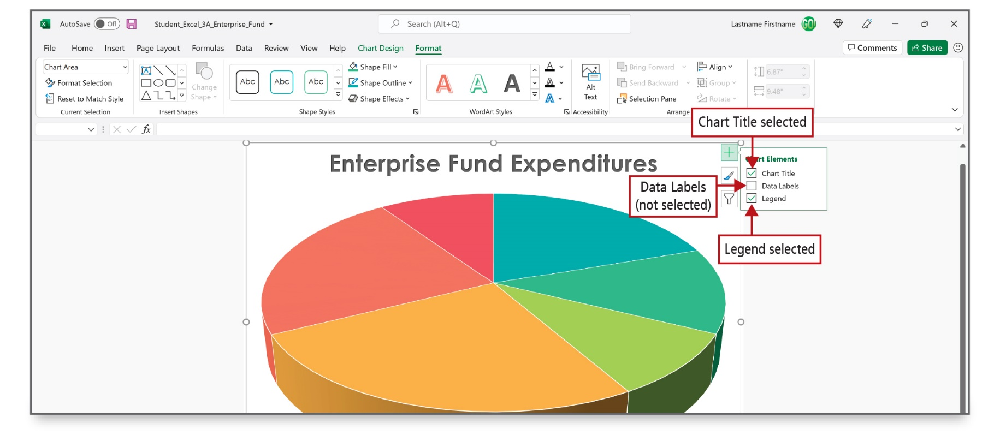 AutoSave Off Student_Excel_3A_Enterprise_Fund Search (Alt+Q) Lastname Firstname GO
File Home Insert Page Layout Formulas Data Review View Help Chart Design Format Comments Share
Chart Area
Format Selection
Reset to Match Style
Current Selection
A
Change
Shape
Insert Shapes
Abc Abc Abc
Shape Fill
Shape Outline
Shape Effects
Shape Styles
A A A
A
A
A
WordArt Styles
Alt
Text
Accessibility
Bring Forward
Send Backward
Selection Pane
Align
Group
Rotate
Arrange
6.87"
9.48"
fx
Chart Title selected
Enterprise Fund Expenditures
rt Elements
Chart Title
Data Labels
Legend
Data Labels
(not selected)
Legend selected